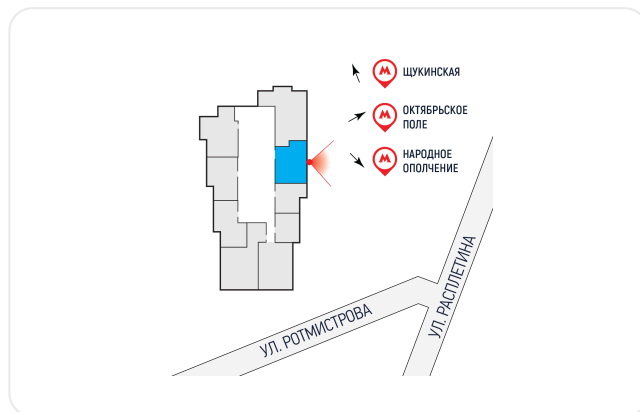 ЩУКИНСКАЯ
ОКТЯБРЬСКОЕ
ПОЛЕ
НАРОДНОЕ
ОПОЛЧЕНИЕ
УЛ. РОТМИСТРОВА
УЛ. РАСПЛЕТИНА